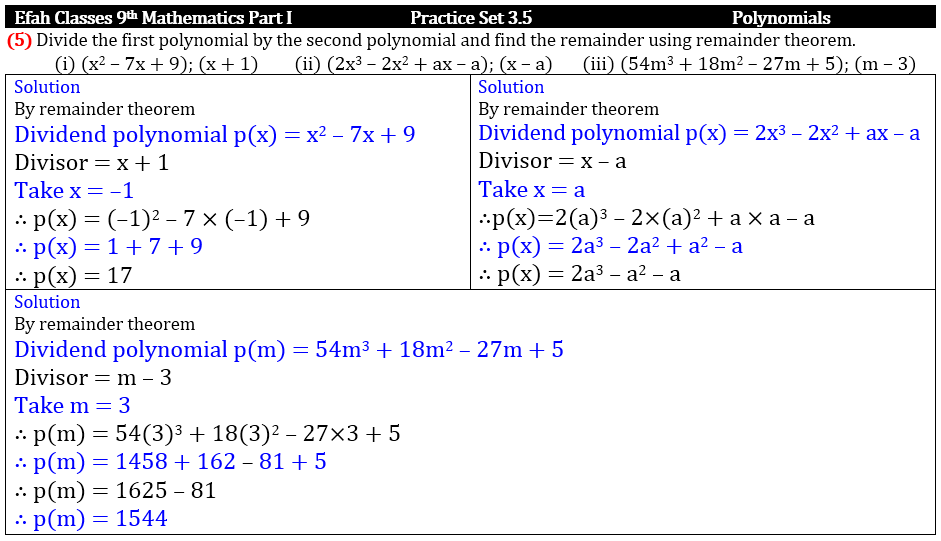 Efah Classes 9th Mathematics Part I Practice Set 3.5 Polynomials
(5) Divide the first polynomial by the second polynomial and find the remainder using remainder theorem.
(i) (x² – 7x + 9); (x + 1) (ii) (2x³ – 2x² + ax – a); (x – a) (iii) (54m³ + 18m² – 27m + 5); (m – 3)
Solution
By remainder theorem
Dividend polynomial p(x) = x² – 7x + 9
Divisor = x + 1
Take x = –1
∴ p(x) = (–1)² – 7 × (–1) + 9
∴ p(x) = 1 + 7 + 9
∴ p(x) = 17
Solution
By remainder theorem
Dividend polynomial p(x) = 2x³ – 2x² + ax – a
Divisor = x – a
Take x = a
∴p(x)=2(a)³ – 2×(a)² + a × a – a
∴ p(x) = 2a³ – 2a² + a² – a
∴ p(x) = 2a³ – a² – a
Solution
By remainder theorem
Dividend polynomial p(m) = 54m³ + 18m² – 27m + 5
Divisor = m – 3
Take m = 3
∴ p(m) = 54(3)³ + 18(3)² – 27×3 + 5
∴ p(m) = 1458 + 162 – 81 + 5
∴ p(m) = 1625 – 81
∴ p(m) = 1544